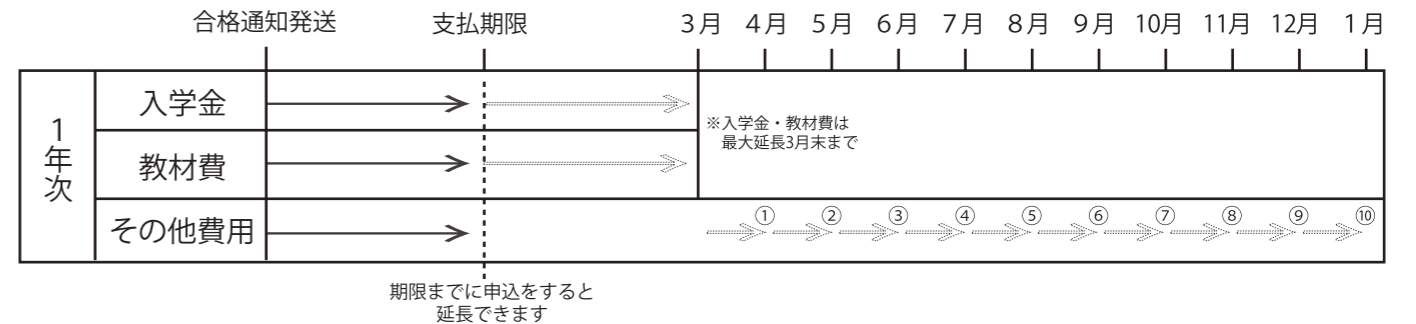 合格通知発送 支払期限 3月 4月 5月 6月 7月 8月 9月 10月 11月 12月 1月
1年次
入学金
※入学金・教材費は
最大延長3月末まで
教材費
その他費用 ① ② ③ ④ ⑤ ⑥ ⑦ ⑧ ⑨ ⑩
期限までに申込をすると
延長できます